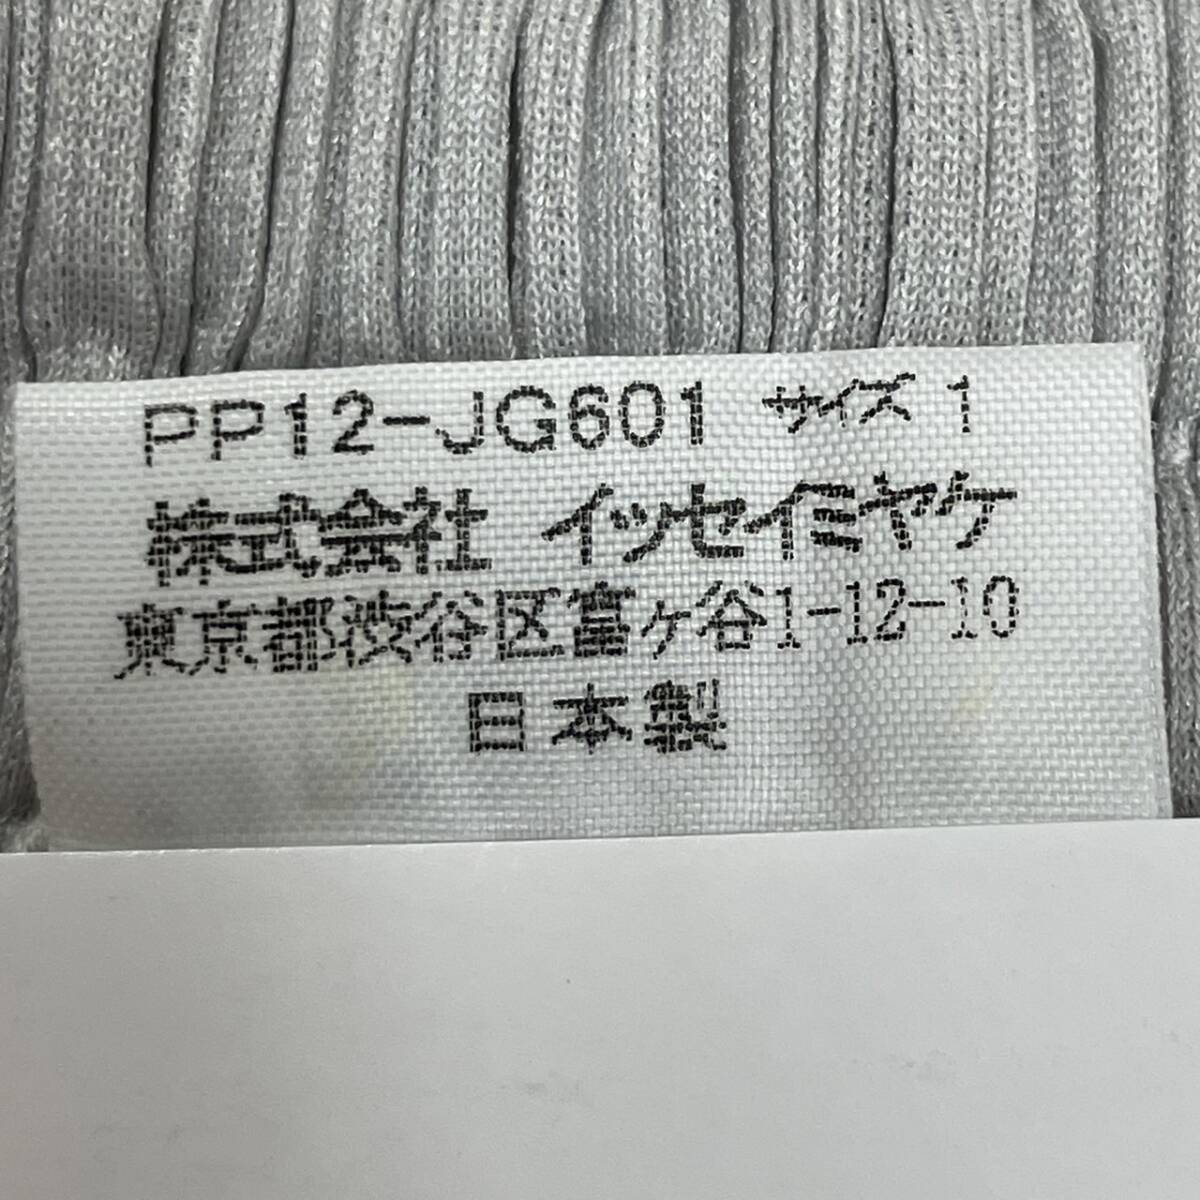 PP12-JG601 サイズ 1
株式会社 イッセイミヤケ
東京都渋谷区富ヶ谷1-12-10
日本製